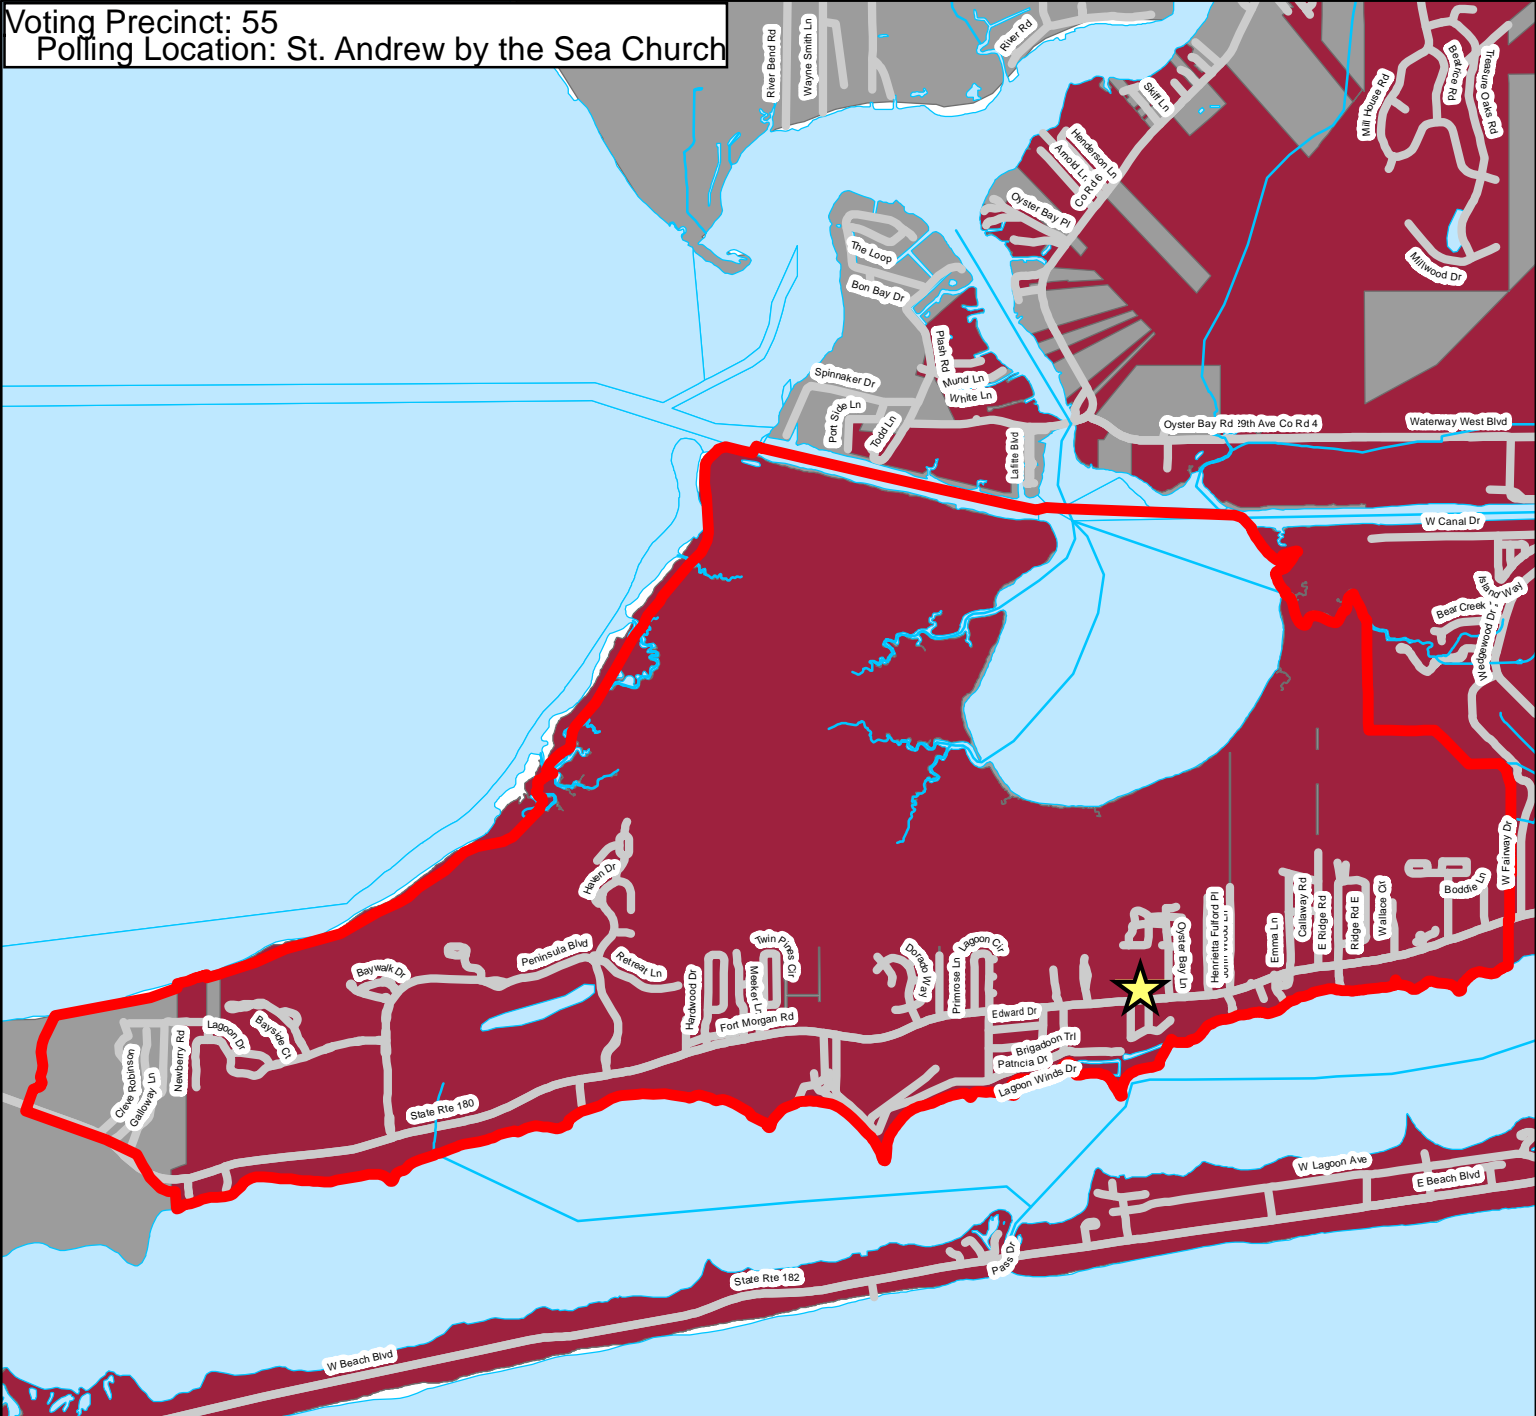 Voting Precinct: 55
Polling Location: St. Andrew by the Sea Church
River Bend Rd
Wayne Smith Ln
River Rd
Skiff Ln
Mill House Rd
Beatrice Rd
Treasure Oaks Rd
Henderson Ln
Arnold Ln
Co Rd 6
Oyster Bay Pl
Millwood Dr
The Loop
Bon Bay Dr
Plash Rd
Spinnaker Dr
Mund Ln
White Ln
Port Side Ln
Todd Ln
Lafitte Blvd
Oyster Bay Rd
29th Ave
Co Rd 4
Waterway West Blvd
W Canal Dr
Island Way
Bear Creek
Wedgewood Dr
W Fairway Dr
Haven Dr
Boddie Ln
Callaway Rd
E Ridge Rd
Ridge Rd E
Wallace Cir
Emma Ln
Henrietta Fulford Pl
Oyster Bay Ln
Peninsula Blvd
Retreat Ln
Twin Pines Cir
Dorado Way
Lagoon Cir
Primrose Ln
Baywalk Dr
Hardwood Dr
Meeker Ln
Fort Morgan Rd
Edward Dr
Lagoon Dr
Bayside Ct
Newberry Rd
Cleve Robinson
Galloway Ln
Brigadoon Trl
Patricia Dr
Lagoon Winds Dr
State Rte 180
W Lagoon Ave
E Beach Blvd
Pass Dr
State Rte 182
W Beach Blvd